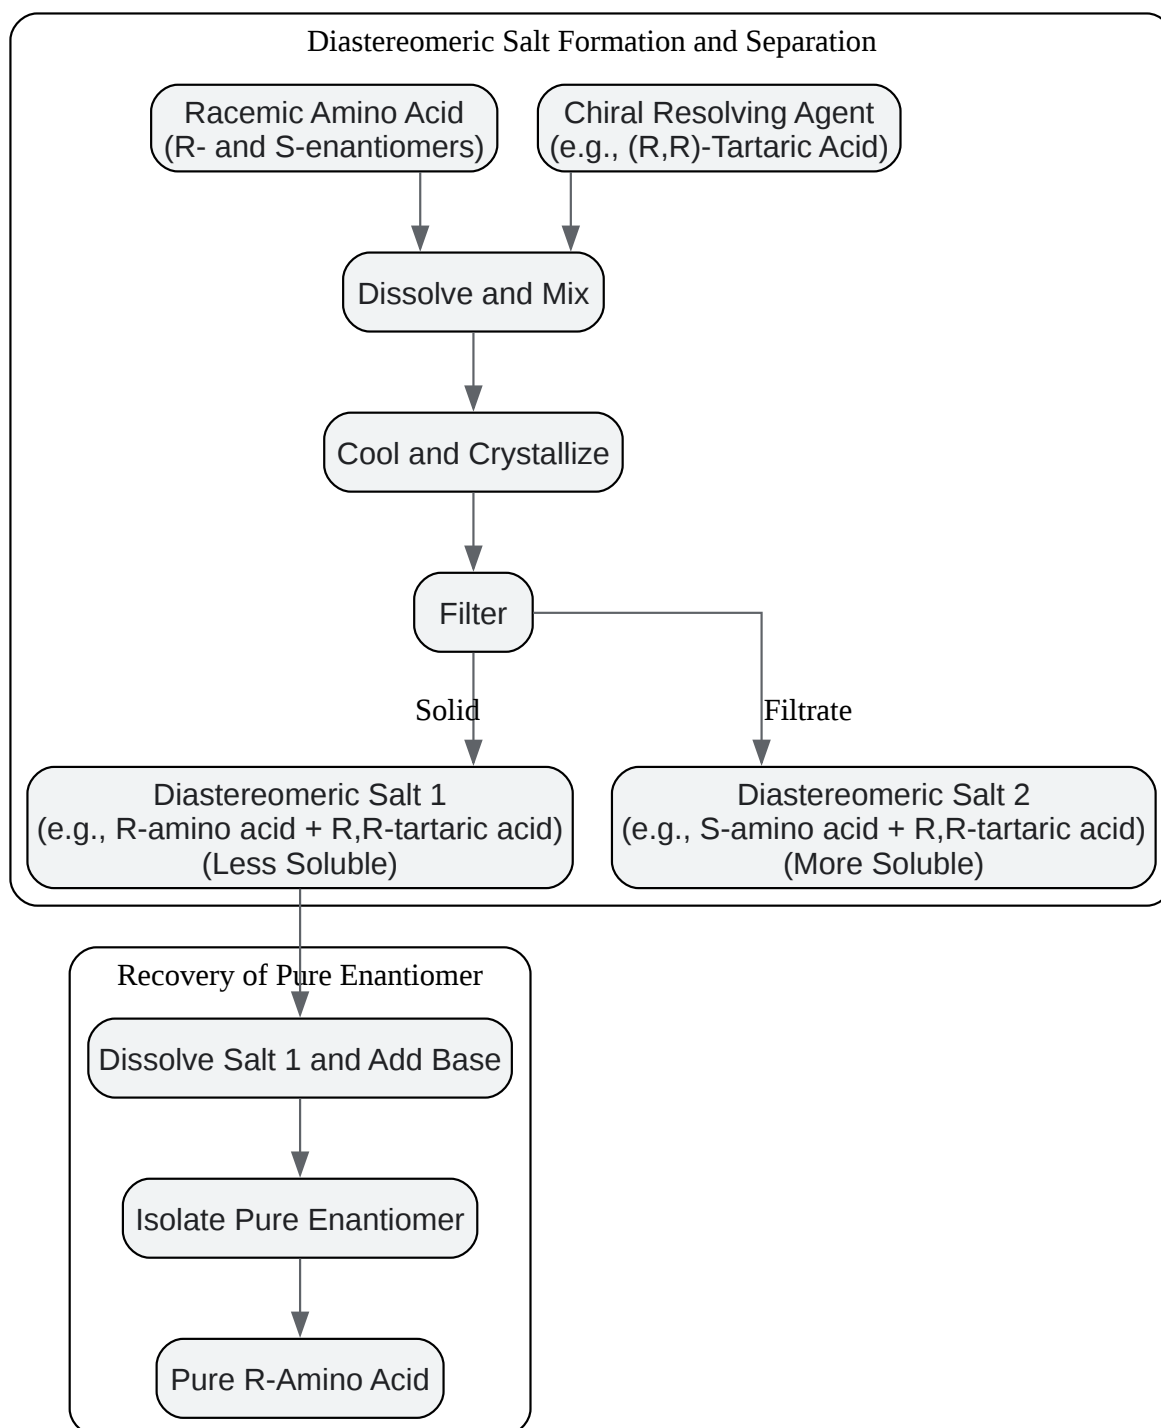 Diastereomeric Salt Formation and Separation
Racemic Amino Acid
(R- and S-enantiomers)
Chiral Resolving Agent
(e.g., (R,R)-Tartaric Acid)
Dissolve and Mix
Cool and Crystallize
Filter
Solid
Filtrate
Diastereomeric Salt 1
(e.g., R-amino acid + R,R-tartaric acid)
(Less Soluble)
Diastereomeric Salt 2
(e.g., S-amino acid + R,R-tartaric acid)
(More Soluble)
Recovery of Pure Enantiomer
Dissolve Salt 1 and Add Base
Isolate Pure Enantiomer
Pure R-Amino Acid